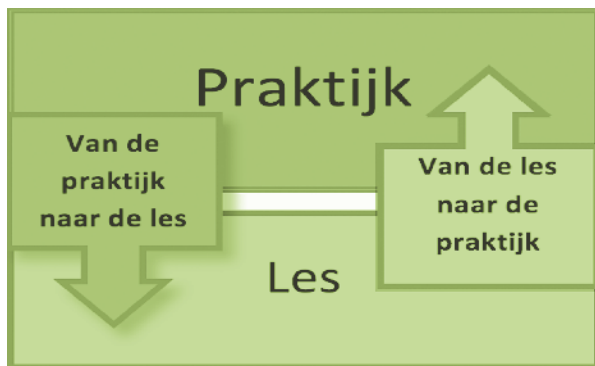 Praktijk
Van de
praktijk
naar de les
Van de les
naar de
praktijk
Les